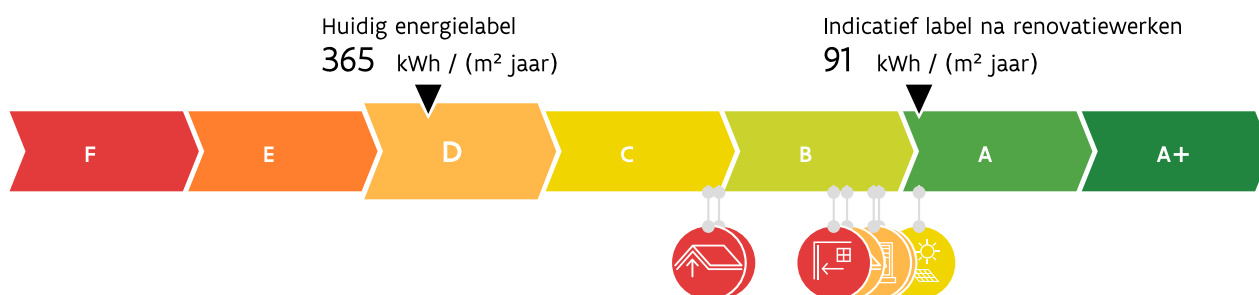 Huidig energielabel
365 kWh / (m² jaar)
Indicatief label na renovatiewerken
91 kWh / (m² jaar)
F E D C B A A+